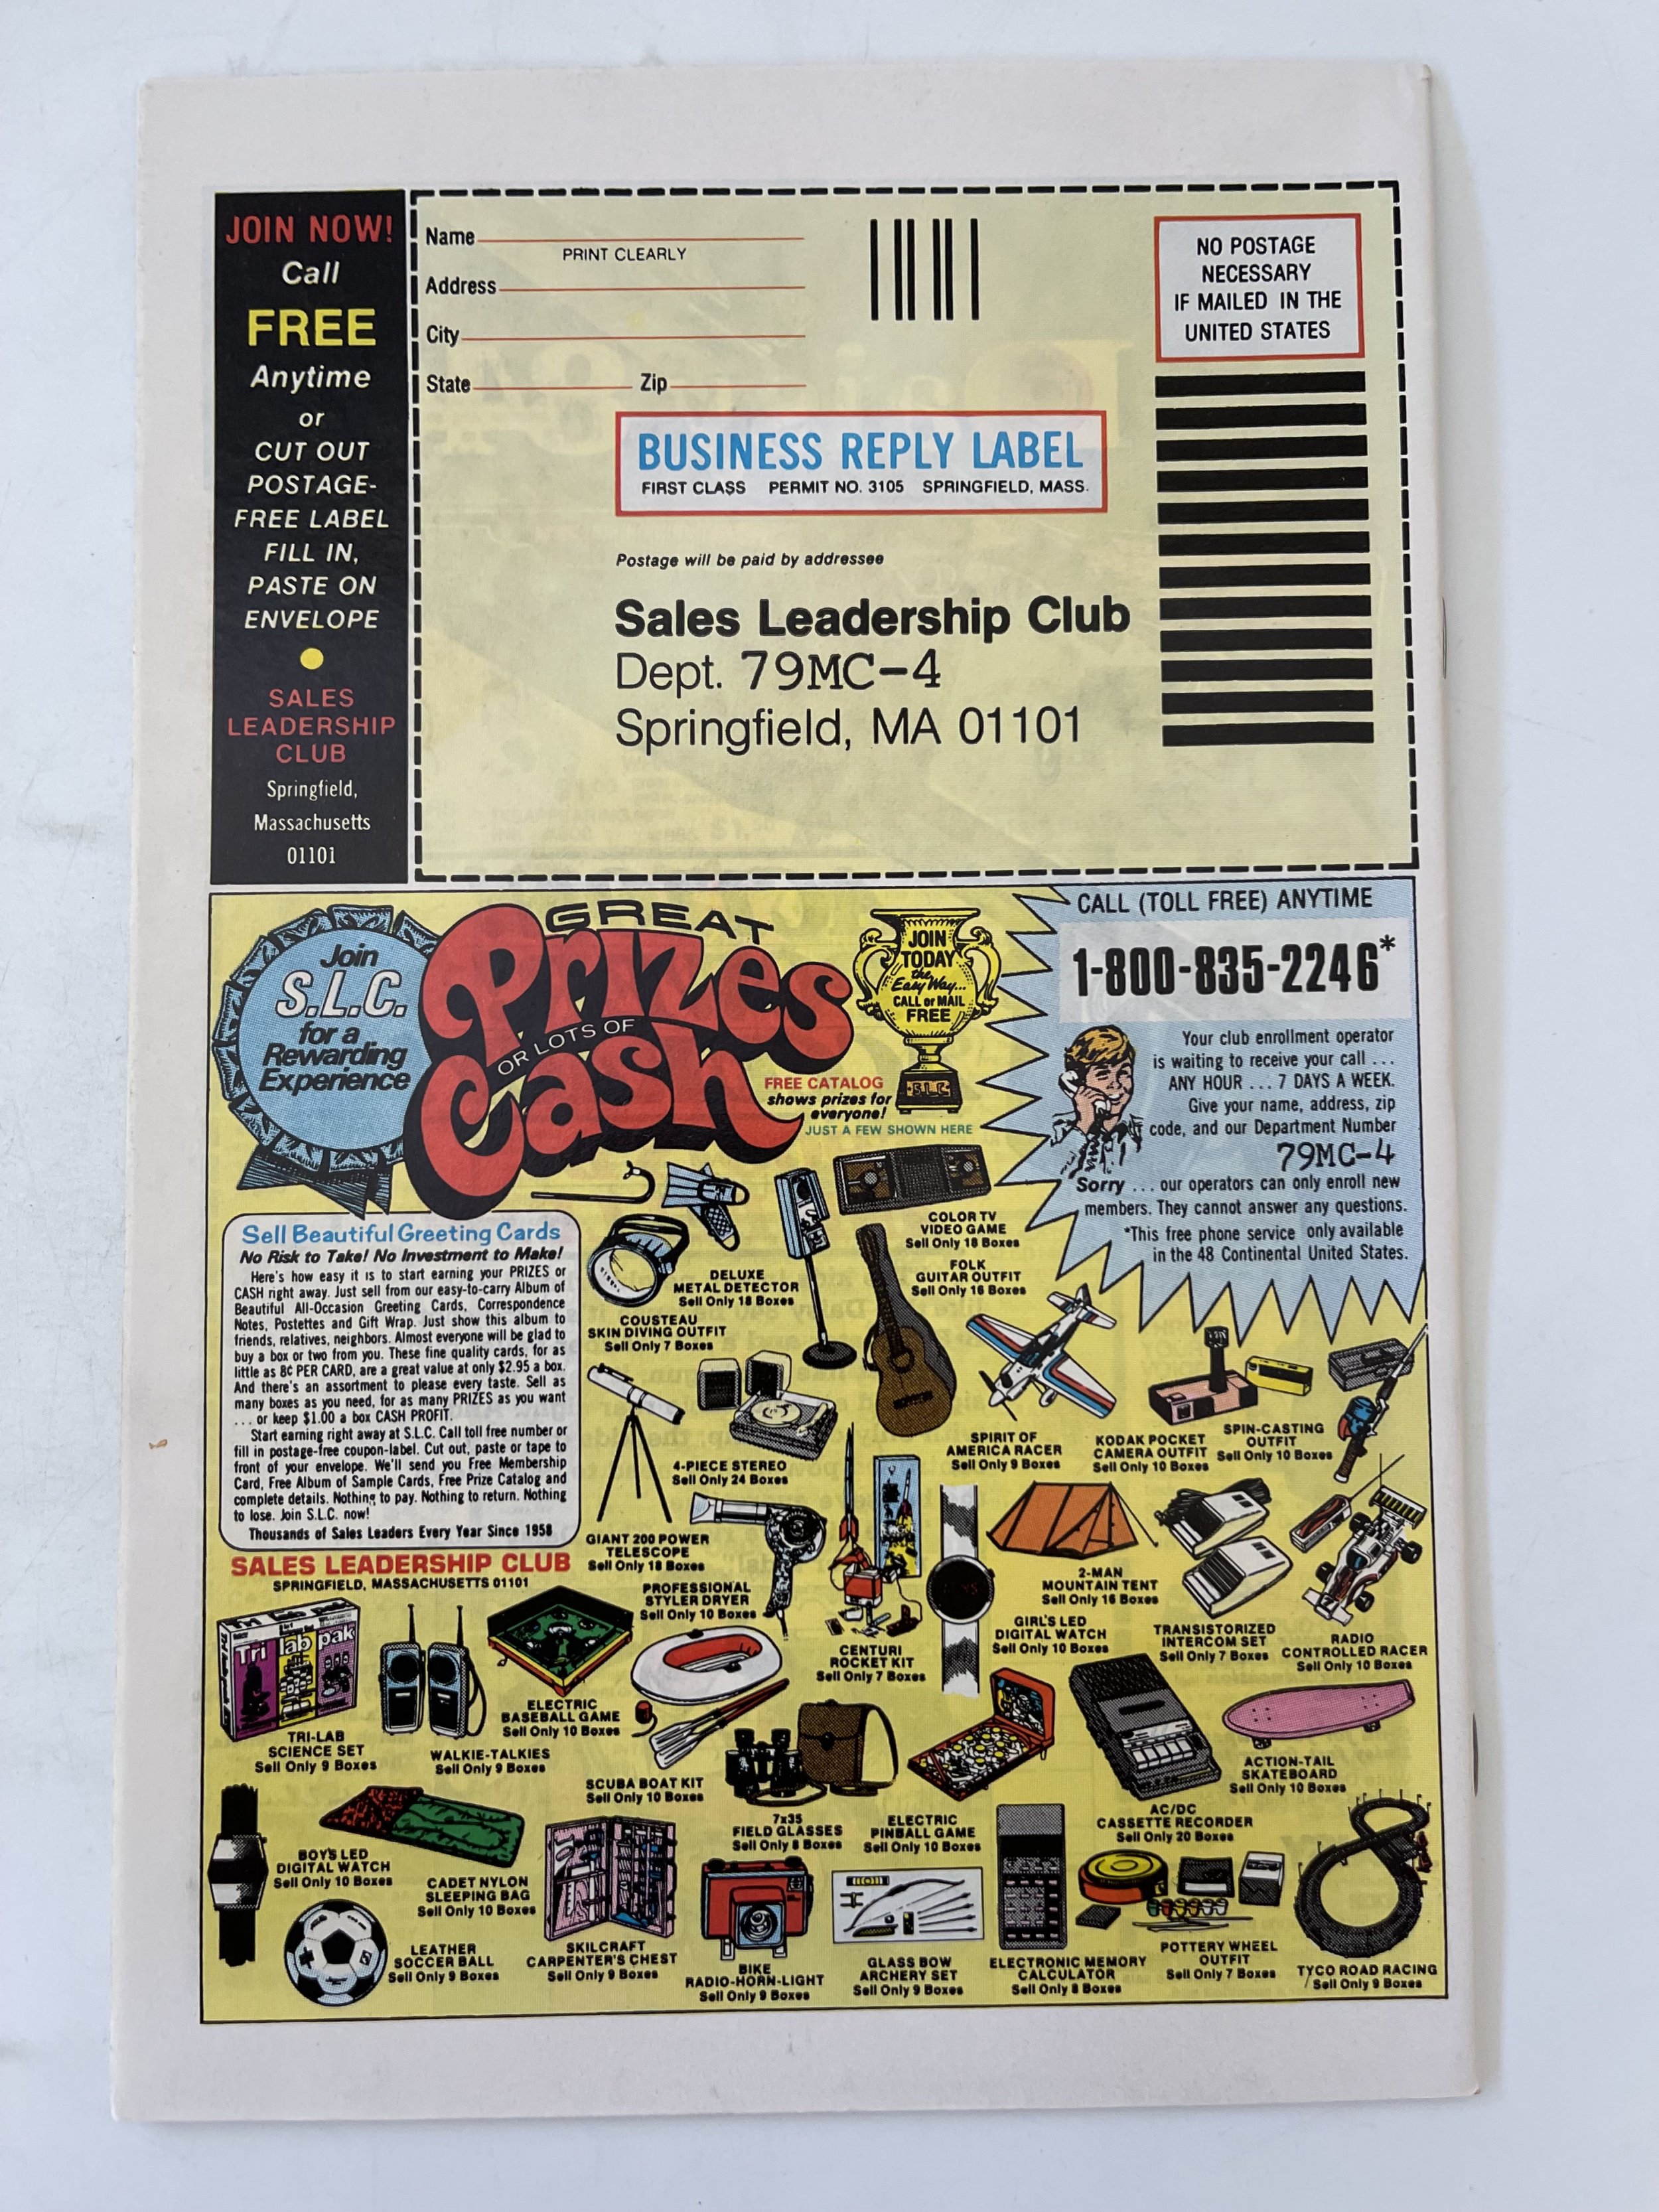 JOIN NOW!
Call
FREE
Anytime
or
CUT OUT
POSTAGE-
FREE LABEL
FILL IN,
PASTE ON
ENVELOPE
SALES
LEADERSHIP
CLUB
Springfield,
Massachusetts
01101
Name
PRINT CLEARLY
Address
City
State Zip
NO POSTAGE
NECESSARY
IF MAILED IN THE
UNITED STATES
BUSINESS REPLY LABEL
FIRST CLASS PERMIT NO. 3105 SPRINGFIELD, MASS.
Postage will be paid by addressee
Sales Leadership Club
Dept. 79MC-4
Springfield, MA 01101
Join
S.L.C.
for a
Rewarding
Experience
GREAT
Prizes
OR LOTS OF
Cash
JOIN
TODAY
the
Easy Way...
CALL or MAIL
FREE
S.L.C.
FREE CATALOG
shows prizes for
everyone!
JUST A FEW SHOWN HERE
CALL (TOLL FREE) ANYTIME
1-800-835-2246*
Your club enrollment operator
is waiting to receive your call ...
ANY HOUR ... 7 DAYS A WEEK.
Give your name, address, zip
code, and our Department Number
79MC-4
Sorry ... our operators can only enroll new
members. They cannot answer any questions.
*This free phone service only available
in the 48 Continental United States.
Sell Beautiful Greeting Cards
No Risk to Take! No Investment to Make!
Here's how easy it is to start earning your PRIZES or
CASH right away. Just sell from our easy-to-carry Album of
Beautiful All-Occasion Greeting Cards, Correspondence
Notes, Postettes and Gift Wrap. Just show this album to
friends, relatives, neighbors. Almost everyone will be glad to
buy a box or two from you. These fine quality cards, for as
little as 8¢ PER CARD, are a great value at only $2.95 a box.
And there's an assortment to please every taste. Sell as
many boxes as you need, for as many PRIZES as you want
... or keep $1.00 a box CASH PROFIT.
Start earning right away at S.L.C. Call toll free number or
fill in postage-free coupon-label. Cut out, paste or tape to
front of your envelope. We'll send you Free Membership
Card, Free Album of Sample Cards, Free Prize Catalog and
complete details. Nothing to pay. Nothing to return. Nothing
to lose. Join S.L.C. now!
Thousands of Sales Leaders Every Year Since 1958
SALES LEADERSHIP CLUB
SPRINGFIELD, MASSACHUSETTS 01101
COLOR TV
VIDEO GAME
Sell Only 18 Boxes
DELUXE
METAL DETECTOR
Sell Only 18 Boxes
FOLK
GUITAR OUTFIT
Sell Only 16 Boxes
COUSTEAU
SKIN DIVING OUTFIT
Sell Only 7 Boxes
4-PIECE STEREO
Sell Only 24 Boxes
SPIRIT OF
AMERICA RACER
Sell Only 9 Boxes
KODAK POCKET
CAMERA OUTFIT
Sell Only 10 Boxes
SPIN-CASTING
OUTFIT
Sell Only 10 Boxes
GIANT 200 POWER
TELESCOPE
Sell Only 18 Boxes
PROFESSIONAL
STYLER DRYER
Sell Only 10 Boxes
CENTURI
ROCKET KIT
Sell Only 7 Boxes
GIRL'S LED
DIGITAL WATCH
Sell Only 10 Boxes
2-MAN
MOUNTAIN TENT
Sell Only 16 Boxes
TRANSISTORIZED
INTERCOM SET
Sell Only 7 Boxes
RADIO
CONTROLLED RACER
Sell Only 10 Boxes
Tri lab pak
TRI-LAB
SCIENCE SET
Sell Only 9 Boxes
WALKIE-TALKIES
Sell Only 9 Boxes
ELECTRIC
BASEBALL GAME
Sell Only 10 Boxes
SCUBA BOAT KIT
Sell Only 10 Boxes
7x35
FIELD GLASSES
Sell Only 8 Boxes
ELECTRIC
PINBALL GAME
Sell Only 10 Boxes
AC/DC
CASSETTE RECORDER
Sell Only 20 Boxes
ACTION-TAIL
SKATEBOARD
Sell Only 10 Boxes
BOY'S LED
DIGITAL WATCH
Sell Only 10 Boxes
CADET NYLON
SLEEPING BAG
Sell Only 10 Boxes
LEATHER
SOCCER BALL
Sell Only 9 Boxes
SKILCRAFT
CARPENTER'S CHEST
Sell Only 9 Boxes
BIKE
RADIO-HORN-LIGHT
Sell Only 9 Boxes
GLASS BOW
ARCHERY SET
Sell Only 9 Boxes
ELECTRONIC MEMORY
CALCULATOR
Sell Only 8 Boxes
POTTERY WHEEL
OUTFIT
Sell Only 7 Boxes
TYCO ROAD RACING
Sell Only 9 Boxes